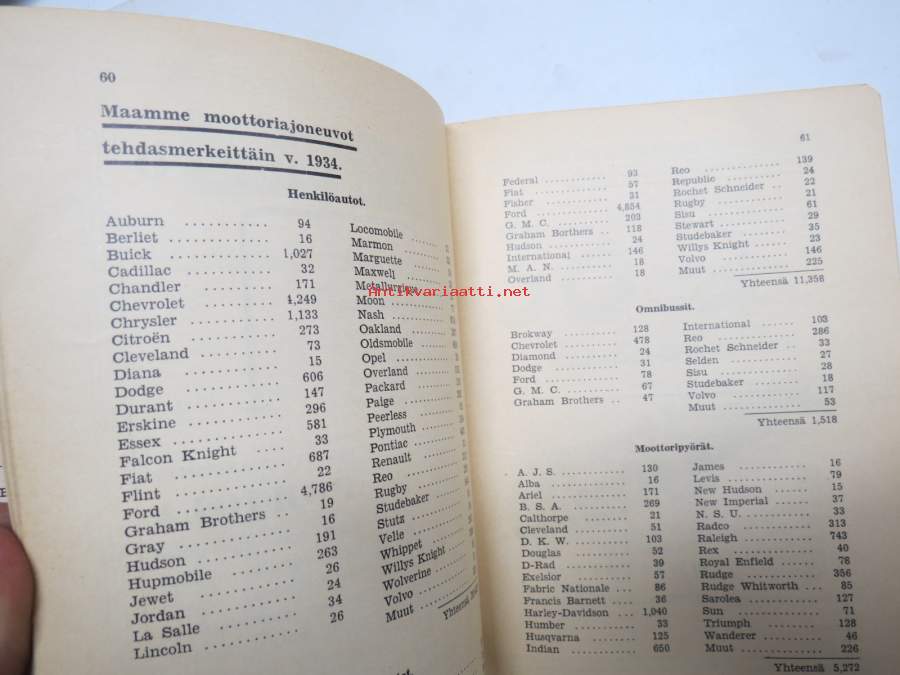 60
Maamme moottoriajoneuvot
tehdasmerkeittäin v. 1934.
Henkilöautot.
Auburn ............ 94
Berliet ............ 16
Buick ............ 1,027
Cadillac ............ 32
Chandler ............ 171
Chevrolet ............ 4,249
Chrysler ............ 1,133
Citroën ............ 273
Cleveland ............ 73
Diana ............ 15
Dodge ............ 606
Durant ............ 147
Erskine ............ 296
Essex ............ 581
Falcon Knight .... 33
Fiat ............ 687
Flint ............ 22
Ford ............ 4,786
Graham Brothers .. 19
Gray ............ 16
Hudson ............ 191
Hupmobile ............ 263
Jewet ............ 26
Jordan ............ 24
La Salle ............ 34
Lincoln ............ 26
Locomobile ....
Marmon ........
Marguette ........
Maxwell ........
Metallurgique
Moon ........
Nash ........
Oakland ........
Oldsmobile ....
Opel ........
Overland ........
Packard ........
Paige ........
Peerless ........
Plymouth ........
Pontiac ........
Renault ........
Reo ........
Rugby ........
Studebaker ....
Stutz ........
Velie ........
Whippet ........
Willys Knight ..
Wolverine ......
Volvo ........
Muut ........
Yhteensä
61
Federal ............ 93
Fiat ............ 57
Fisher ............ 31
Ford ............ 4,854
G. M. C. ............ 203
Graham Borthers .. 118
Hudson ............ 24
International ...... 146
M. A. N. ............ 18
Overland ............ 18
Reo ............ 139
Republic ............ 24
Rochet Schneider .. 22
Rugby ............ 21
Sisu ............ 61
Stewart ............ 29
Studebaker ........ 35
Willys Knight ...... 23
Volvo ............ 146
Muut ............ 225
Yhteensä 11,358
Omnibussit.
Brokway ............ 128
Chevrolet ............ 478
Diamond ............ 24
Dodge ............ 31
Ford ............ 78
G. M. C. ............ 67
Graham Brothers .. 47
International ...... 103
Reo ............ 286
Rochet Schneider .. 33
Selden ............ 27
Sisu ............ 28
Studebaker ........ 18
Volvo ............ 117
Muut ............ 53
Yhteensä 1,518
Moottoripyörät.
A. J. S. ............ 130
Alba ............ 16
Ariel ............ 171
B. S. A. ............ 269
Calthorpe ............ 21
Cleveland ............ 51
D. K. W. ............ 103
Douglas ............ 52
D-Rad ............ 39
Exelsior ............ 57
Fabric Nationale .. 86
Francis Barnett .... 36
Harley-Davidson .... 1,040
Humber ............ 33
Husqvarna ............ 125
Indian ............ 650
James ............ 16
Levis ............ 79
New Hudson ........ 15
New Imperial ...... 37
N. S. U. ............ 33
Radco ............ 313
Raleigh ............ 743
Rex ............ 40
Royal Enfield ...... 78
Rudge ............ 356
Rudge Whitworth .. 85
Sarolea ............ 127
Sun ............ 71
Triumph ............ 128
Wanderer ............ 46
Muut ............ 226
Yhteensä 5,272
Antikvariaatti.net